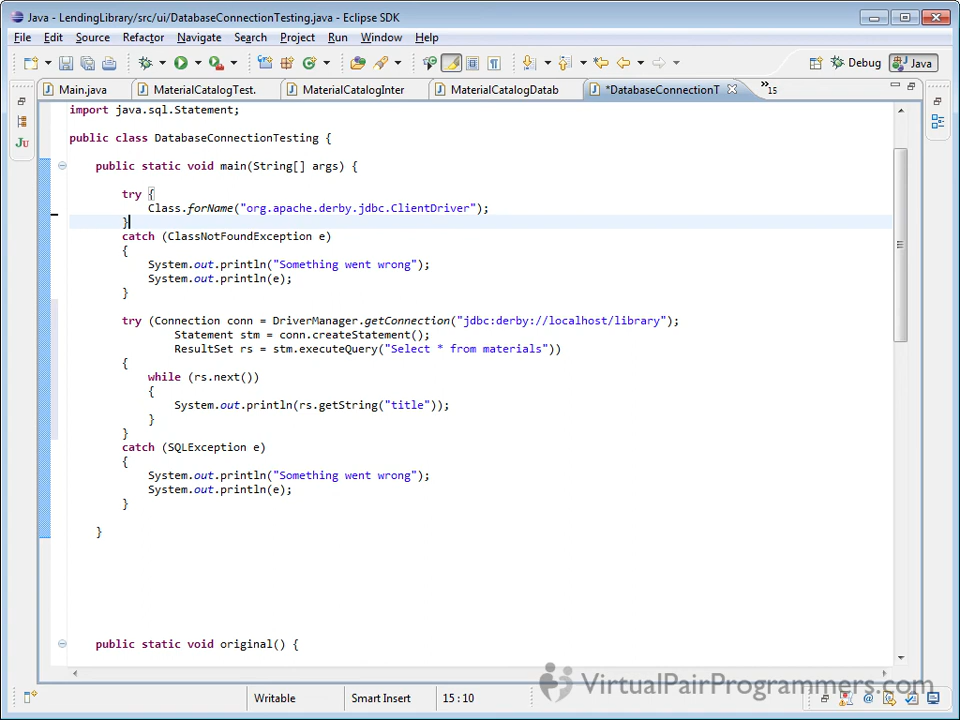 Java - LendingLibrary/src/ui/DatabaseConnectionTesting.java - Eclipse SDK
File Edit Source Refactor Navigate Search Project Run Window Help
Debug Java
Main.java MaterialCatalogTest. MaterialCatalogInter MaterialCatalogDatab *DatabaseConnectionT »15
import java.sql.Statement;
public class DatabaseConnectionTesting {
public static void main(String[] args) {
try {
Class.forName("org.apache.derby.jdbc.ClientDriver");
}
catch (ClassNotFoundException e)
{
System.out.println("Something went wrong");
System.out.println(e);
}
try (Connection conn = DriverManager.getConnection("jdbc:derby://localhost/library");
Statement stm = conn.createStatement();
ResultSet rs = stm.executeQuery("Select * from materials"))
{
while (rs.next())
{
System.out.println(rs.getString("title"));
}
}
catch (SQLException e)
{
System.out.println("Something went wrong");
System.out.println(e);
}
}
public static void original() {
VirtualPairProgrammers.com
Writable Smart Insert 15 : 10